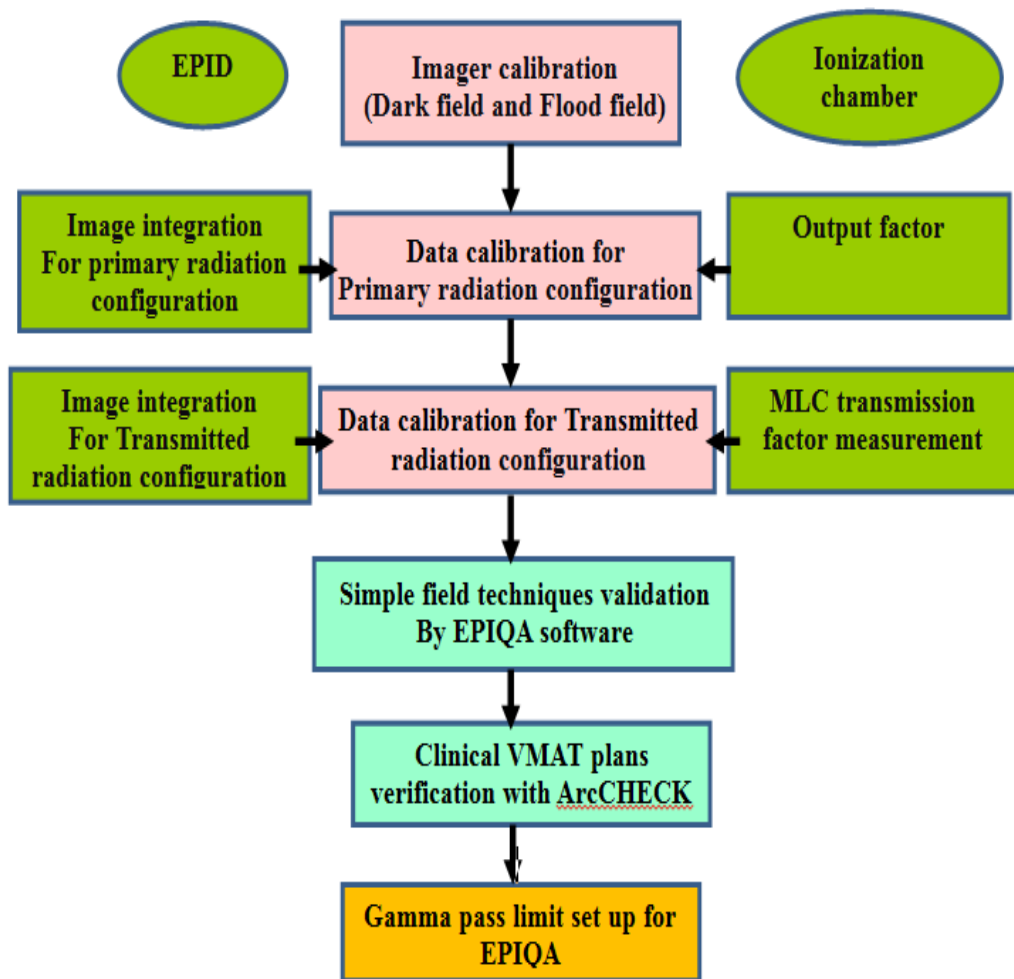 EPID
Imager calibration
(Dark field and Flood field)
Ionization
chamber
Image integration
For primary radiation
configuration
Data calibration for
Primary radiation configuration
Output factor
Image integration
For Transmitted
radiation configuration
Data calibration for Transmitted
radiation configuration
MLC transmission
factor measurement
Simple field techniques validation
By EPIQA software
Clinical VMAT plans
verification with ArcCHECK
Gamma pass limit set up for
EPIQA